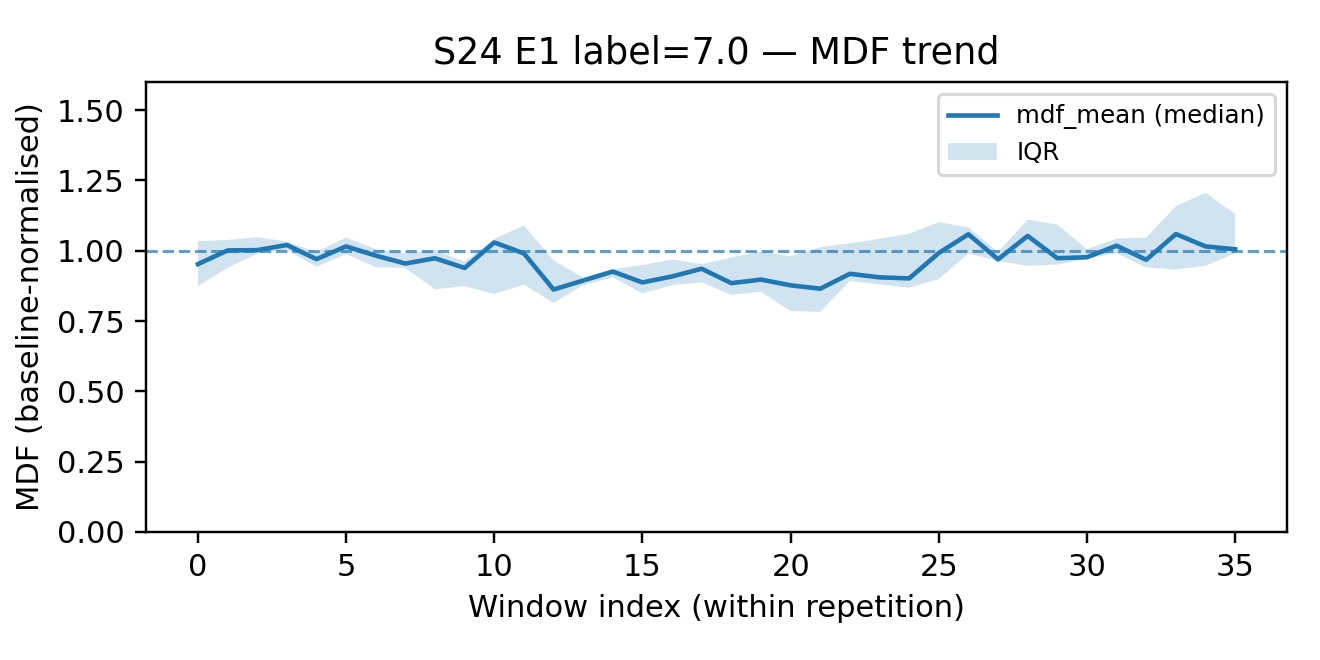 S24 E1 label=7.0 — MDF trend
mdf_mean (median)
IQR
MDF (baseline-normalised)
1.50
1.25
1.00
0.75
0.50
0.25
0.00
0 5 10 15 20 25 30 35
Window index (within repetition)